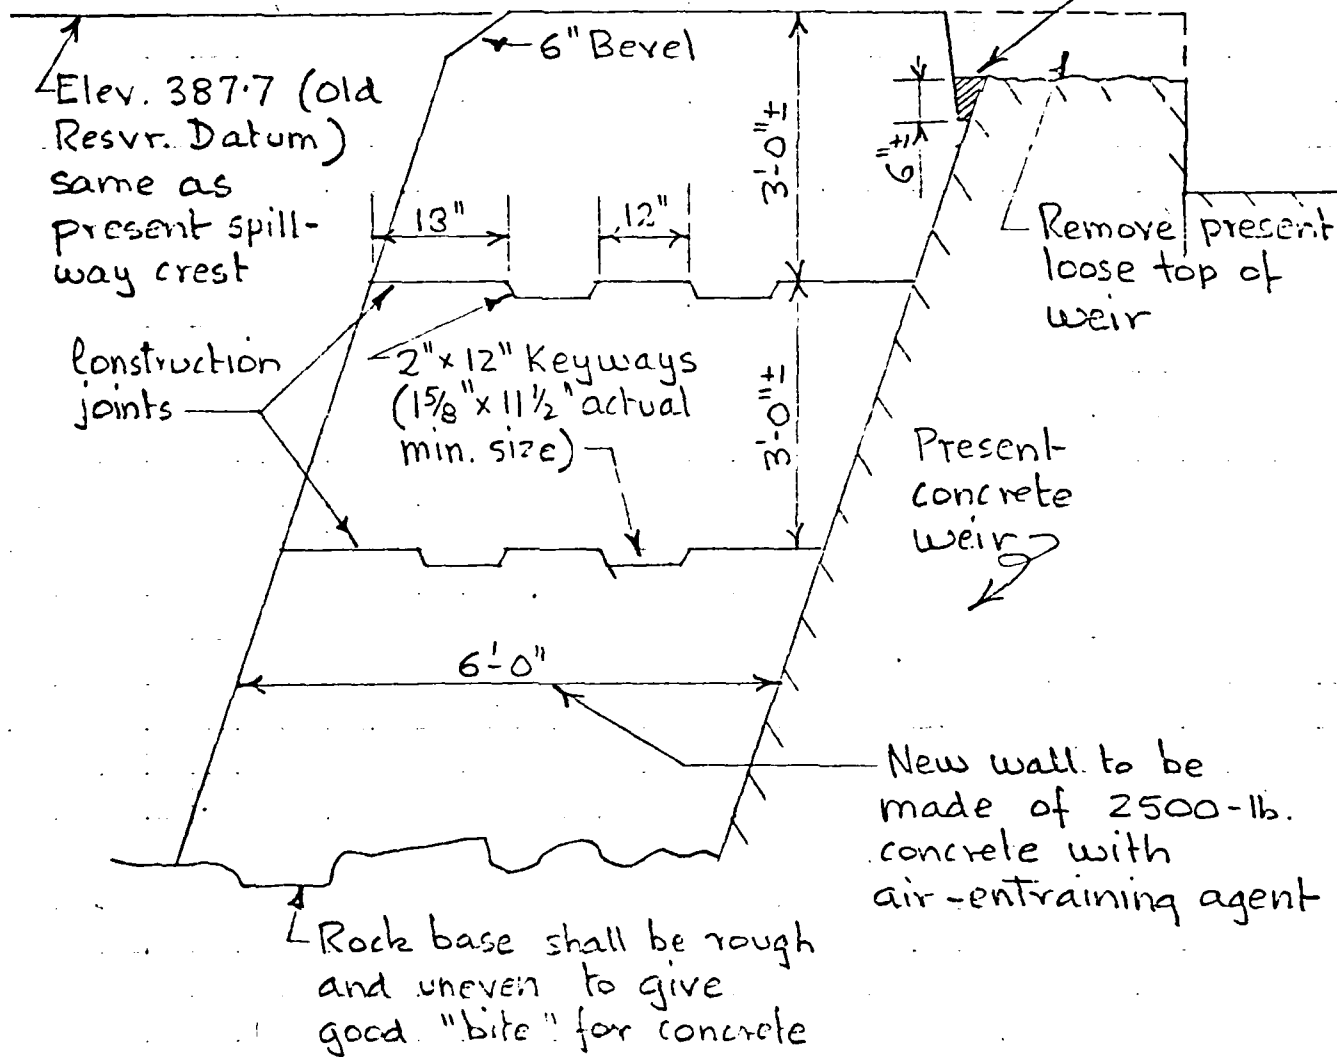 6" Bevel
Elev. 387.7 (Old
Resvr. Datum)
same as
present spill-
way crest
13"
12"
3'-0"±
6"±
Remove present
loose top of
weir
Construction
joints
2" x 12" Keyways
(1 5/8" x 11 1/2" actual
min. size)
3'-0"±
Present
concrete
weir
6'-0"
New wall to be
made of 2500-lb.
concrete with
air-entraining agent
Rock base shall be rough
and uneven to give
good "bite" for concrete